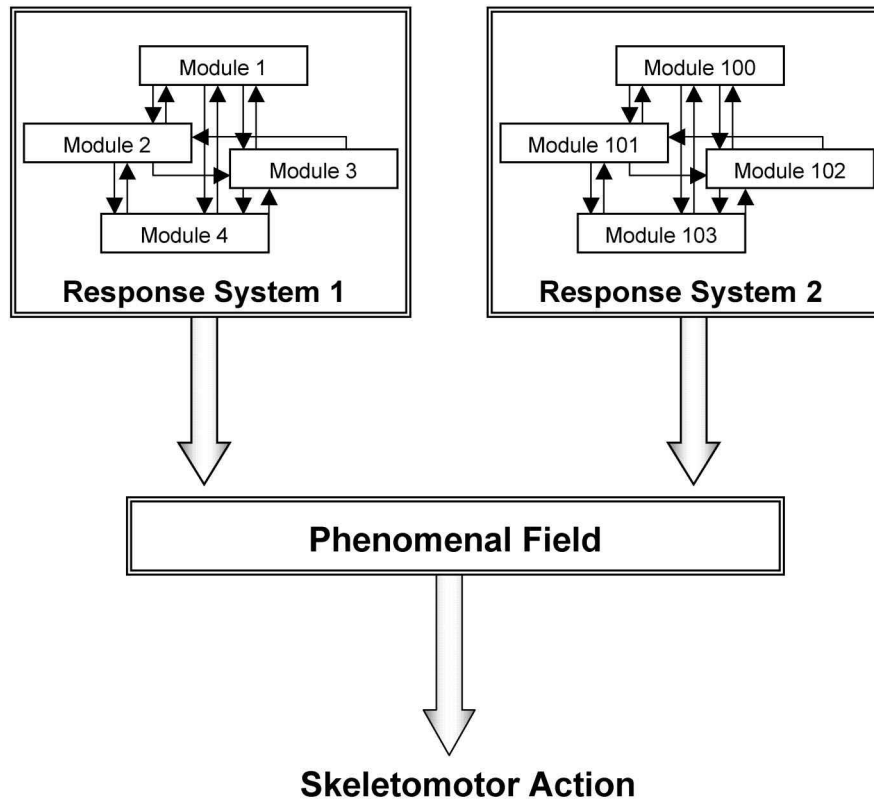 Module 1
Module 2
Module 3
Module 4
Response System 1
Module 100
Module 101
Module 102
Module 103
Response System 2
Phenomenal Field
Skeletomotor Action